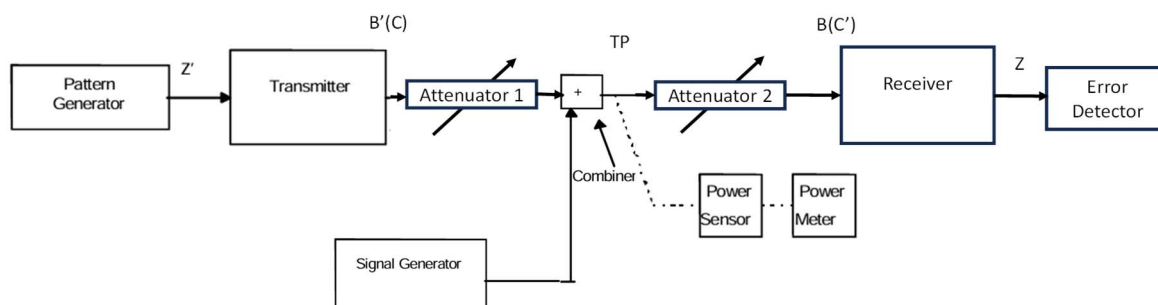 B'(C)
TP
B(C')
Pattern
Generator
Z'
Transmitter
Attenuator 1
+
Attenuator 2
Receiver
Z
Error
Detector
Combiner
Power
Sensor
Power
Meter
Signal Generator